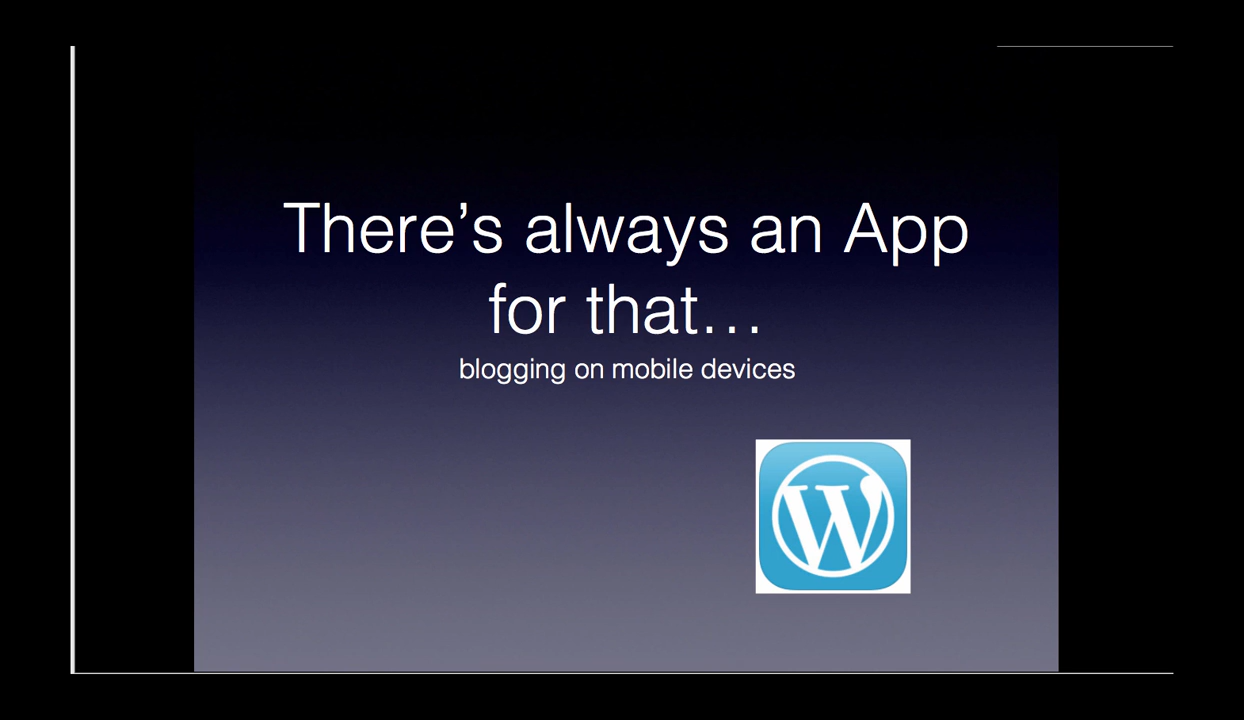 There’s always an App
for that…
blogging on mobile devices